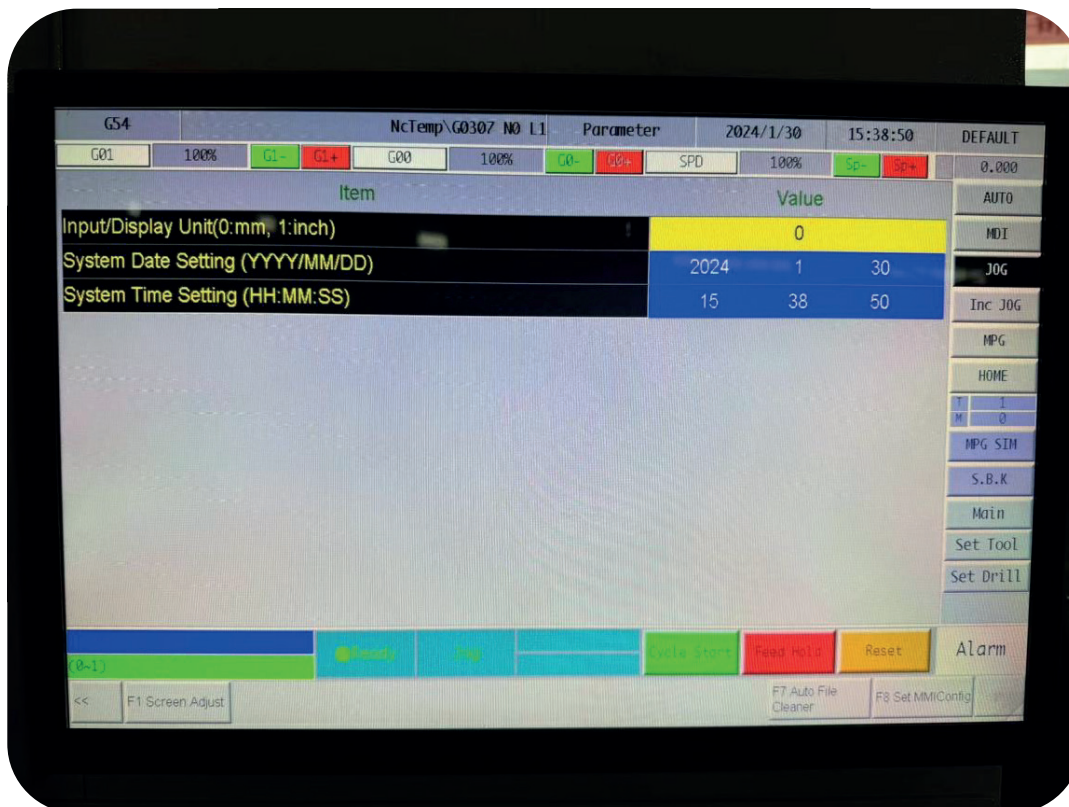 G54 NcTemp\G0307 N0 L1 Parameter 2024/1/30 15:38:50 DEFAULT
G01 100% G1- G1+ G00 100% G0- G0+ SPD 100% Sp- Sp+ 0.000
Item Value
Input/Display Unit(0:mm, 1:inch) 0
System Date Setting (YYYY/MM/DD) 2024 1 30
System Time Setting (HH:MM:SS) 15 38 50
AUTO
MDI
JOG
Inc JOG
MPG
HOME
T 1
M 0
MPG SIM
S.B.K
Main
Set Tool
Set Drill
Ready Jog Cycle Start Feed Hold Reset Alarm
(0~1)
<< F1 Screen Adjust F7 Auto File F8 Set MMIConfig
Cleaner